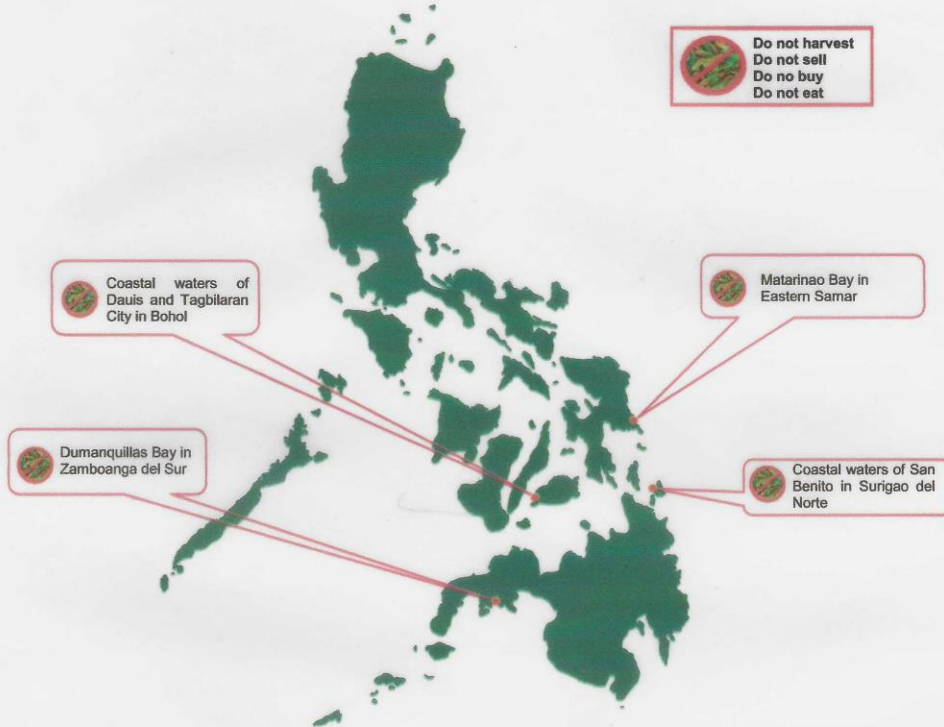 Do not harvest
Do not sell
Do no buy
Do not eat
Coastal waters of
Dauis and Tagbilaran
City in Bohol
Matarinao Bay in
Eastern Samar
Dumanquillas Bay in
Zamboanga del Sur
Coastal waters of San
Benito in Surigao del
Norte